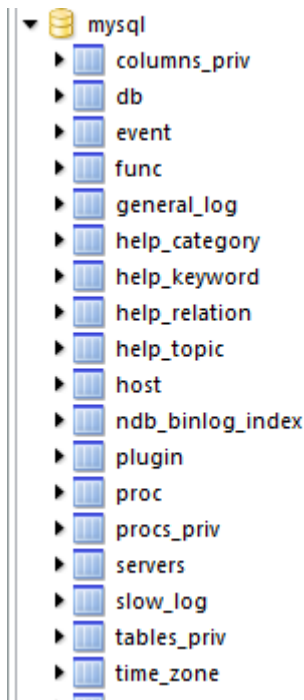 mysql
columns_priv
db
event
func
general_log
help_category
help_keyword
help_relation
help_topic
host
ndb_binlog_index
plugin
proc
procs_priv
servers
slow_log
tables_priv
time_zone